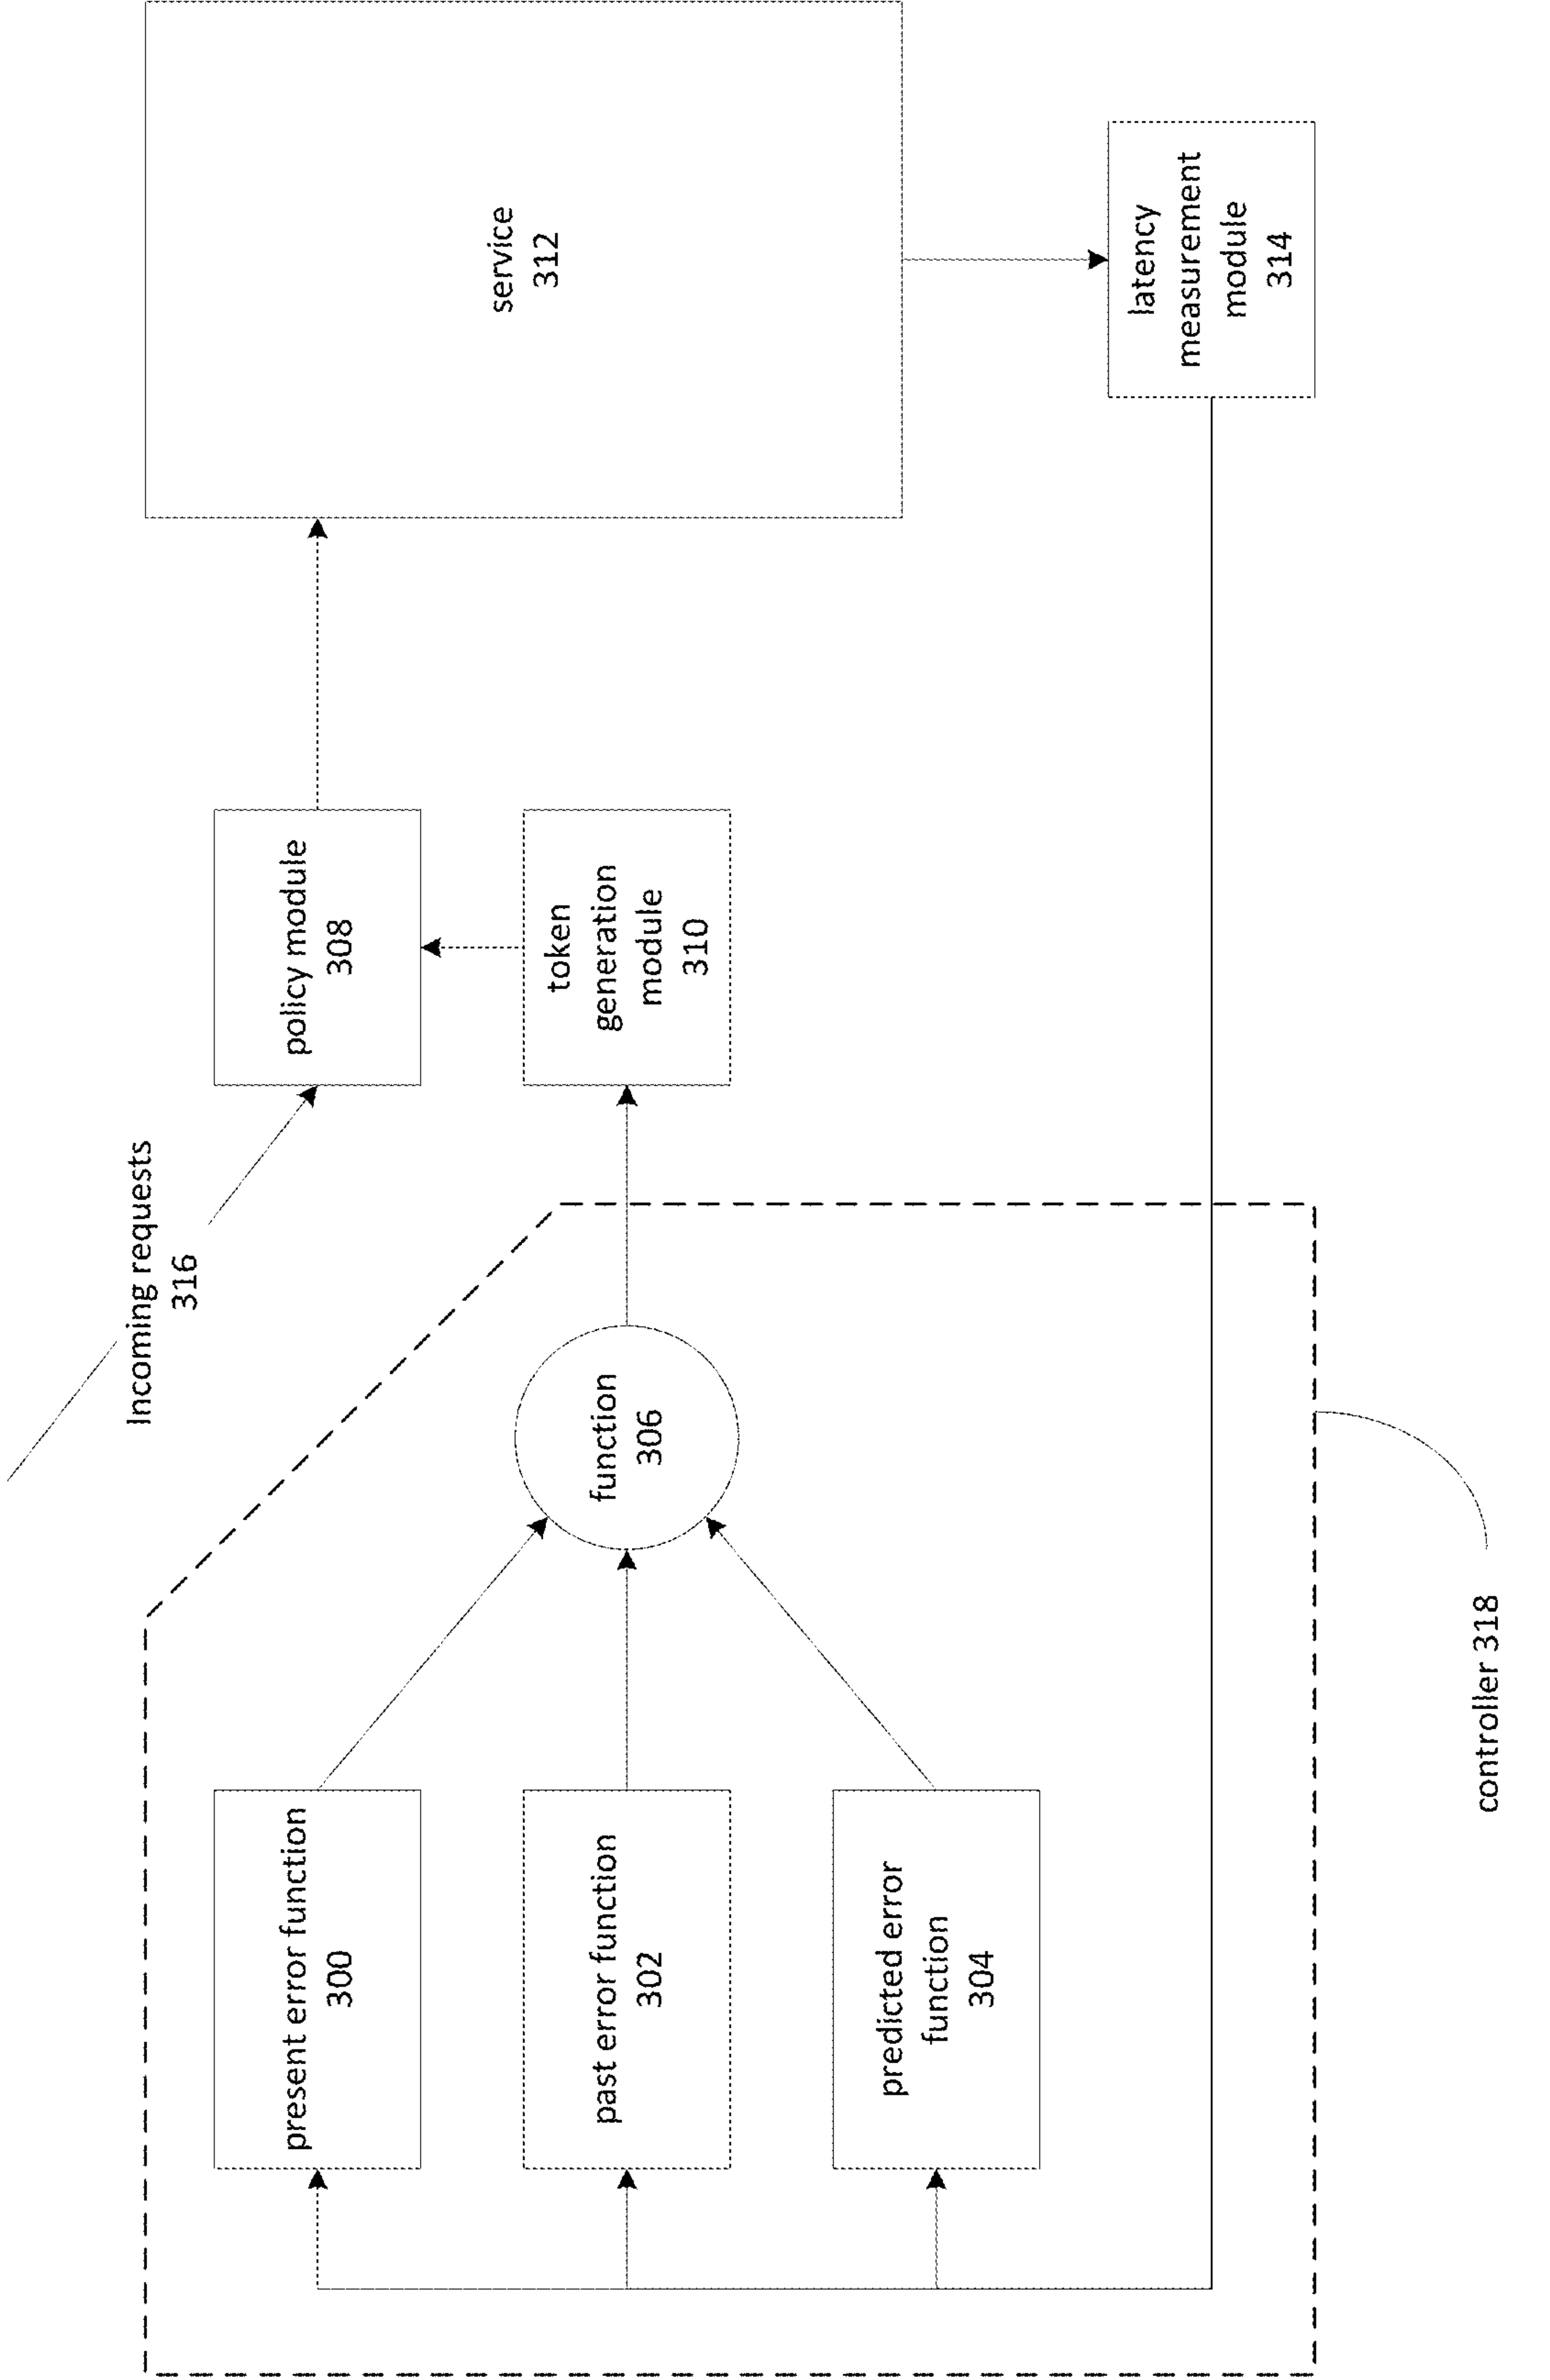 Incoming requests
316
present error function
300
past error function
302
predicted error
function
304
function
306
policy module
308
token
generation
module
310
service
312
latency
measurement
module
314
controller 318